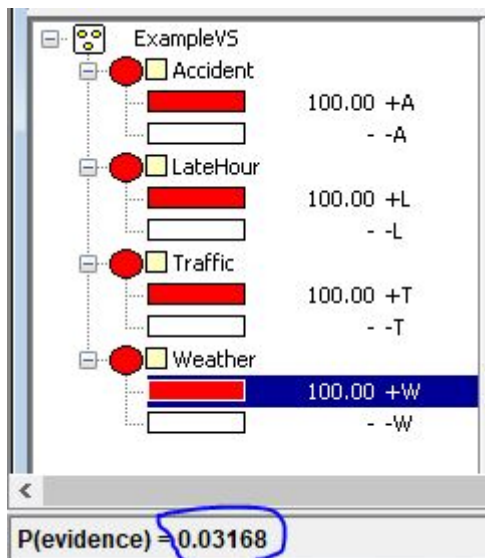 ExampleVS
Accident
100.00 +A
- -A
LateHour
100.00 +L
- -L
Traffic
100.00 +T
- -T
Weather
100.00 +W
- -W
P(evidence) = 0.03168